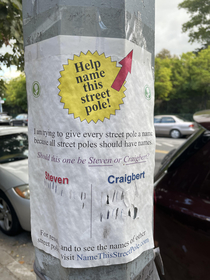 Help
name
this
street
pole!
I am trying to give every street pole a name,
because all street poles should have names.
Should this one be Steven or Craigbert?
Steven Craigbert
For more
street pol and to see the names of other
visit NameThisStreetPole.com